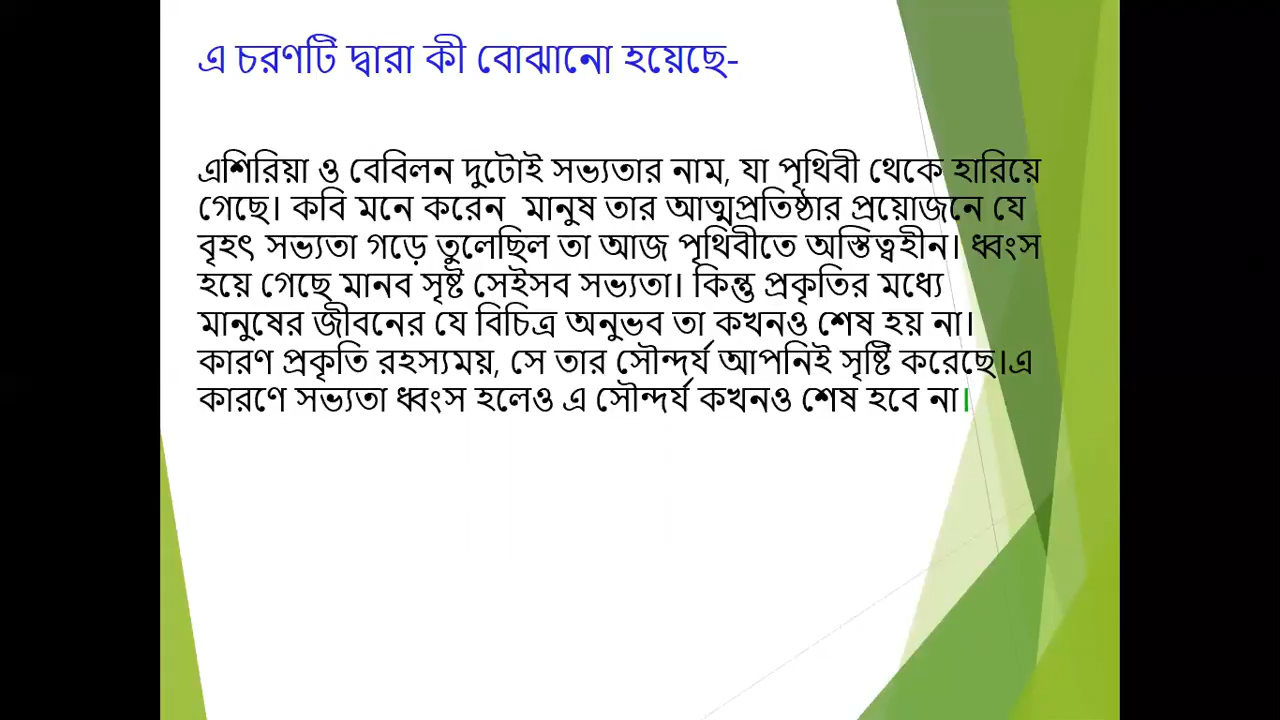 এ চরণটি দ্বারা কী বোঝানো হয়েছে-
এশিরিয়া ও বেবিলন দুটোই সভ্যতার নাম, যা পৃথিবী থেকে হারিয়ে
গেছে। কবি মনে করেন  মানুষ তার আত্মপ্রতিষ্ঠার প্রয়োজনে যে
বৃহৎ সভ্যতা গড়ে তুলেছিল তা আজ পৃথিবীতে অস্তিত্বহীন। ধ্বংস
হয়ে গেছে মানব সৃষ্ট সেইসব সভ্যতা। কিন্তু প্রকৃতির মধ্যে
মানুষের জীবনের যে বিচিত্র অনুভব তা কখনও শেষ হয় না।
কারণ প্রকৃতি রহস্যময়, সে তার সৌন্দর্য আপনিই সৃষ্টি করেছে।এ
কারণে সভ্যতা ধ্বংস হলেও এ সৌন্দর্য কখনও শেষ হবে না।